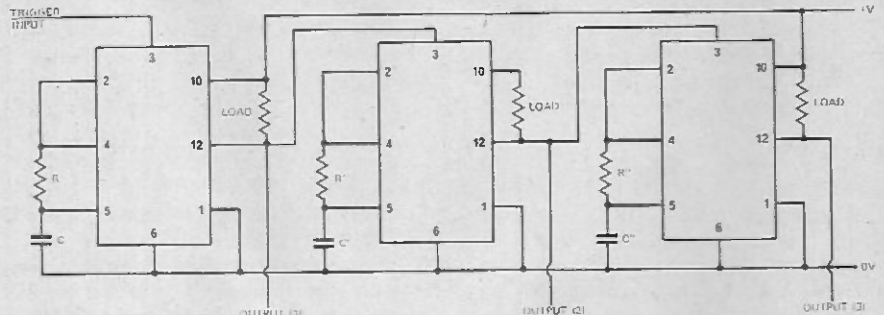 TRIGGER
INPUT
+V
3
3
3
2
10
2
10
2
10
LOAD
LOAD
LOAD
4
12
4
12
4
12
R
R'
R"
5
1
5
1
5
1
C
6
C'
6
C"
6
0V
OUTPUT (1)
OUTPUT (2)
OUTPUT (3)